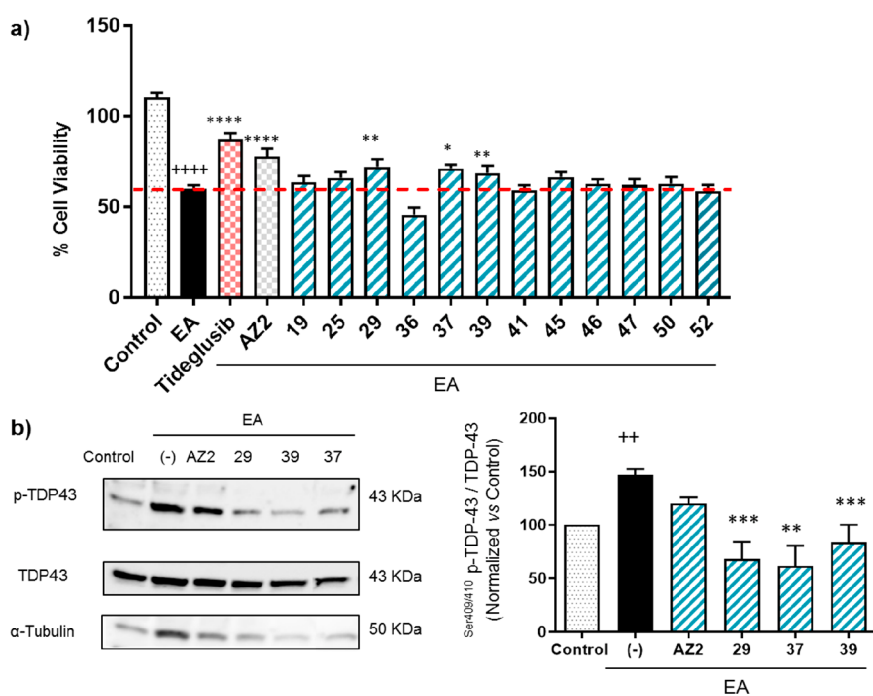 a)
% Cell Viability
150
100
50
0
++++
****
****
**
*
**
Control
EA
Tideglusib
AZ2
19
25
29
36
37
39
41
45
46
47
50
52
EA
b)
EA
Control (-) AZ2 29 39 37
p-TDP43 43 KDa
TDP43 43 KDa
α-Tubulin 50 KDa
Ser409/410 p-TDP-43 / TDP-43
(Normalized vs Control)
200
150
100
50
0
++
***
**
***
Control (-) AZ2 29 37 39
EA